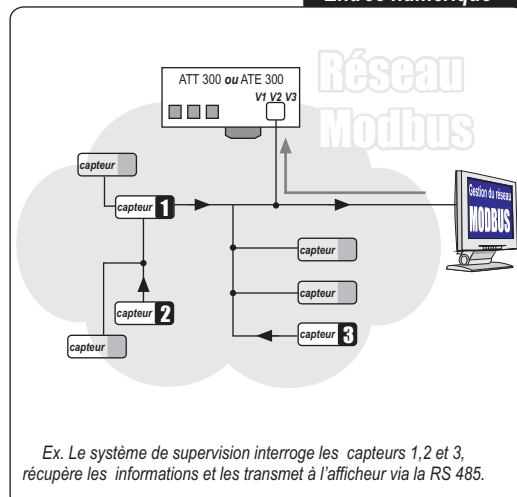 Entrée numérique
ATT 300 ou ATE 300
V1 V2 V3
Réseau
Modbus
capteur
capteur 1
Gestion du réseau
MODBUS
capteur
capteur
capteur 2
capteur 3
capteur
Ex. Le système de supervision interroge les capteurs 1,2 et 3,
récupère les informations et les transmet à l'afficheur via la RS 485.